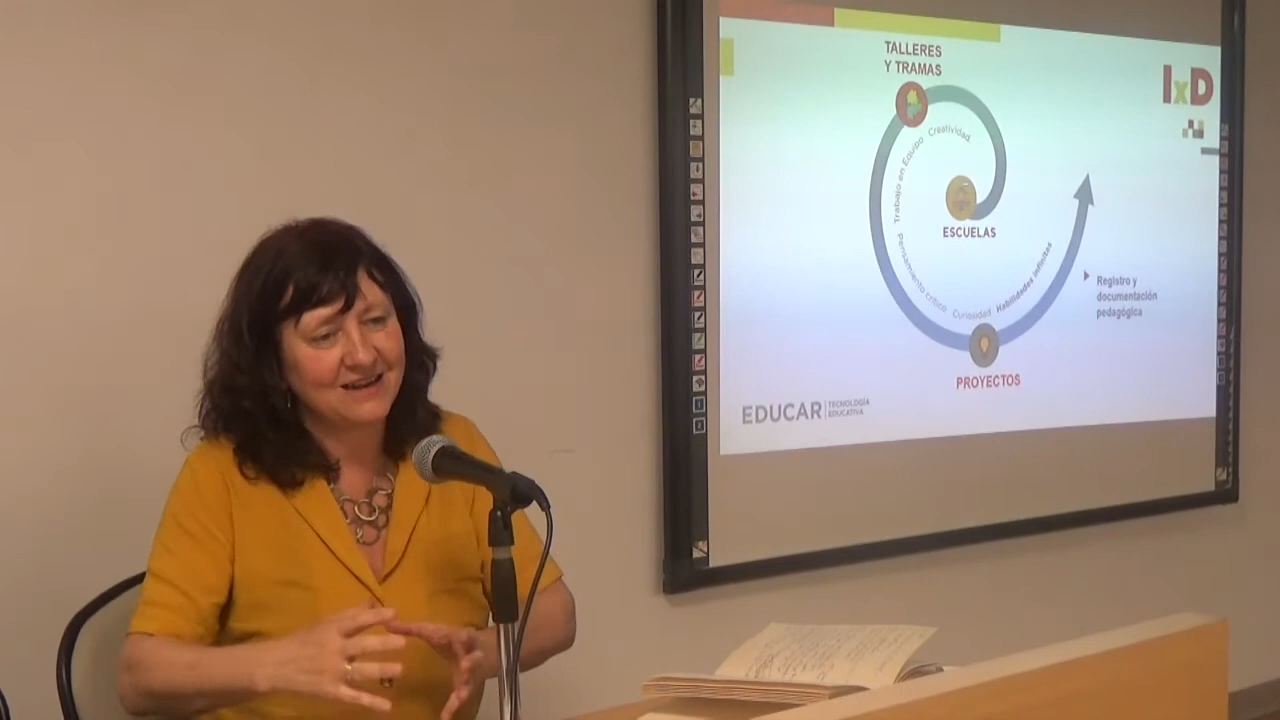 TALLERES
Y TRAMAS
IxD
Creatividad
Trabajo en Equipo
Pensamiento crítico
Curiosidad
Habilidades infinitas
ESCUELAS
Registro y
documentación
pedagógica
PROYECTOS
EDUCAR
TECNOLOGÍA
EDUCATIVA